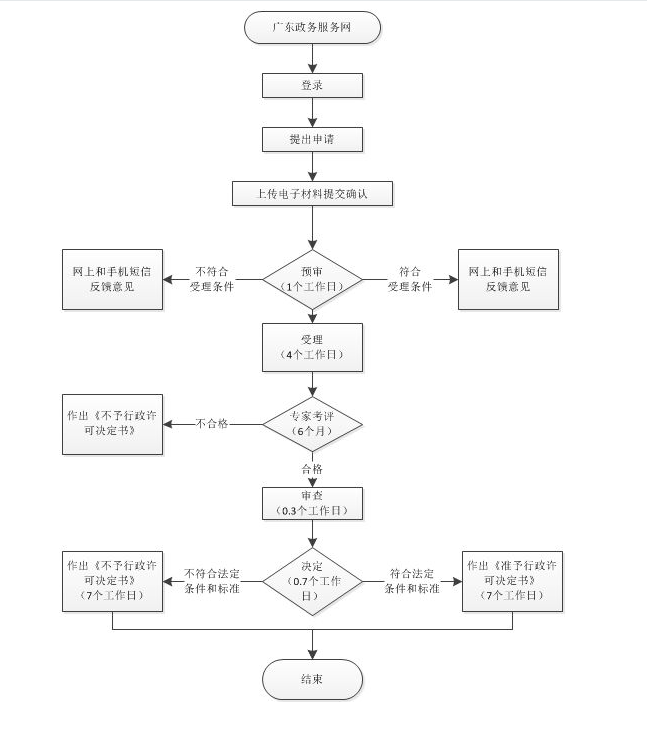 广东政务服务网
登录
提出申请
上传电子材料提交确认
网上和手机短信
反馈意见
不符合
受理条件
预审
（1个工作日）
符合
受理条件
网上和手机短信
反馈意见
受理
（4个工作日）
作出《不予行政许
可决定书》
不合格
专家考评
（6个月）
合格
审查
（0.3个工作日）
作出《不予行政许
可决定书》
（7个工作日）
不符合法定
条件和标准
决定
（0.7个工作
日）
符合法定
条件和标准
作出《准予行政许
可决定书》
（7个工作日）
结束